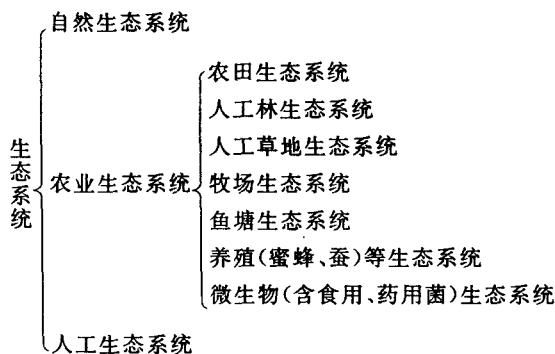 自然生态系统
生态系统
农业生态系统
农田生态系统
人工林生态系统
人工草地生态系统
牧场生态系统
鱼塘生态系统
养殖(蜜蜂、蚕)等生态系统
微生物(含食用、药用菌)生态系统
人工生态系统